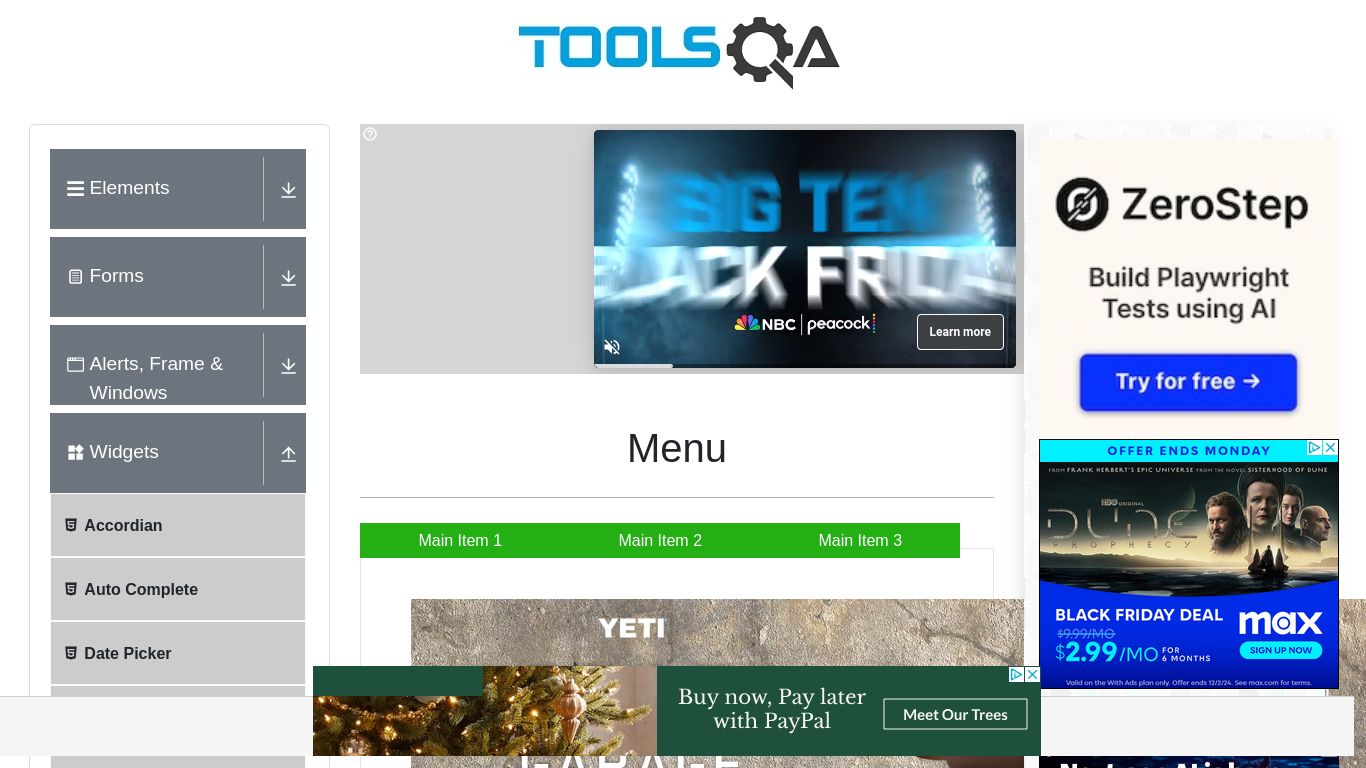 TOOLSQA
Elements
Forms
Alerts, Frame &
Windows
Widgets
Accordian
Auto Complete
Date Picker
BIG TEN
BLACK FRIDAY
NBC | peacock
Learn more
Menu
Main Item 1
Main Item 2
Main Item 3
YETI
Buy now, Pay later
with PayPal
Meet Our Trees
ZeroStep
Build Playwright
Tests using AI
Try for free →
OFFER ENDS MONDAY
FROM FRANK HERBERT'S EPIC UNIVERSE FROM THE NOVEL SISTERHOOD OF DUNE
HBO ORIGINAL
DUNE
PROPHECY
BLACK FRIDAY DEAL
$9.99/MO
$2.99/MO FOR
6 MONTHS
max
SIGN UP NOW
Valid on the With Ads plan only. Offer ends 12/2/24. See max.com for terms.